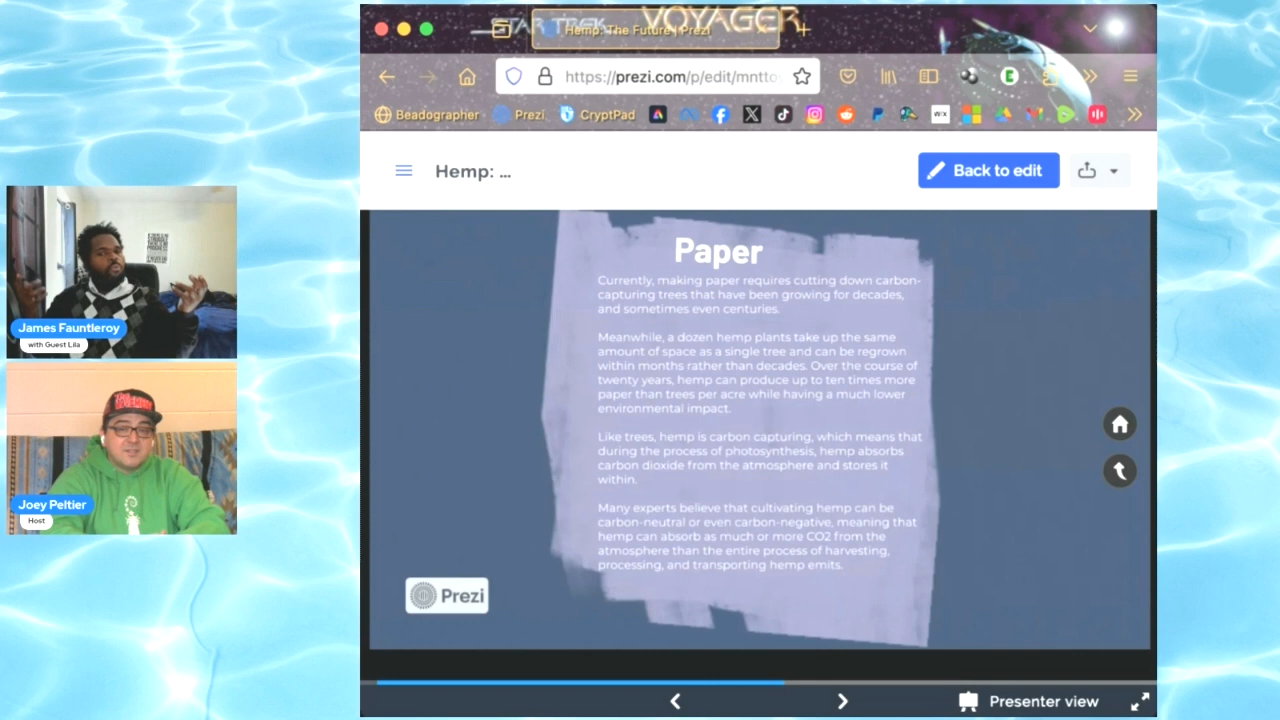 STAR TREK
VOYAGER
Hemp: The Future | Prezi
https://prezi.com/p/edit/mntto
Beadographer
Prezi
CryptPad
WIX
Hemp: ...
Back to edit
James Fauntleroy
with Guest Lila
Joey Peltier
Host
Paper
Currently, making paper requires cutting down carbon-
capturing trees that have been growing for decades,
and sometimes even centuries.
Meanwhile, a dozen hemp plants take up the same
amount of space as a single tree and can be regrown
within months rather than decades. Over the course of
twenty years, hemp can produce up to ten times more
paper than trees per acre while having a much lower
environmental impact.
Like trees, hemp is carbon capturing, which means that
during the process of photosynthesis, hemp absorbs
carbon dioxide from the atmosphere and stores it
within.
Many experts believe that cultivating hemp can be
carbon-neutral or even carbon-negative, meaning that
hemp can absorb as much or more CO2 from the
atmosphere than the entire process of harvesting,
processing, and transporting hemp emits.
Prezi
Presenter view